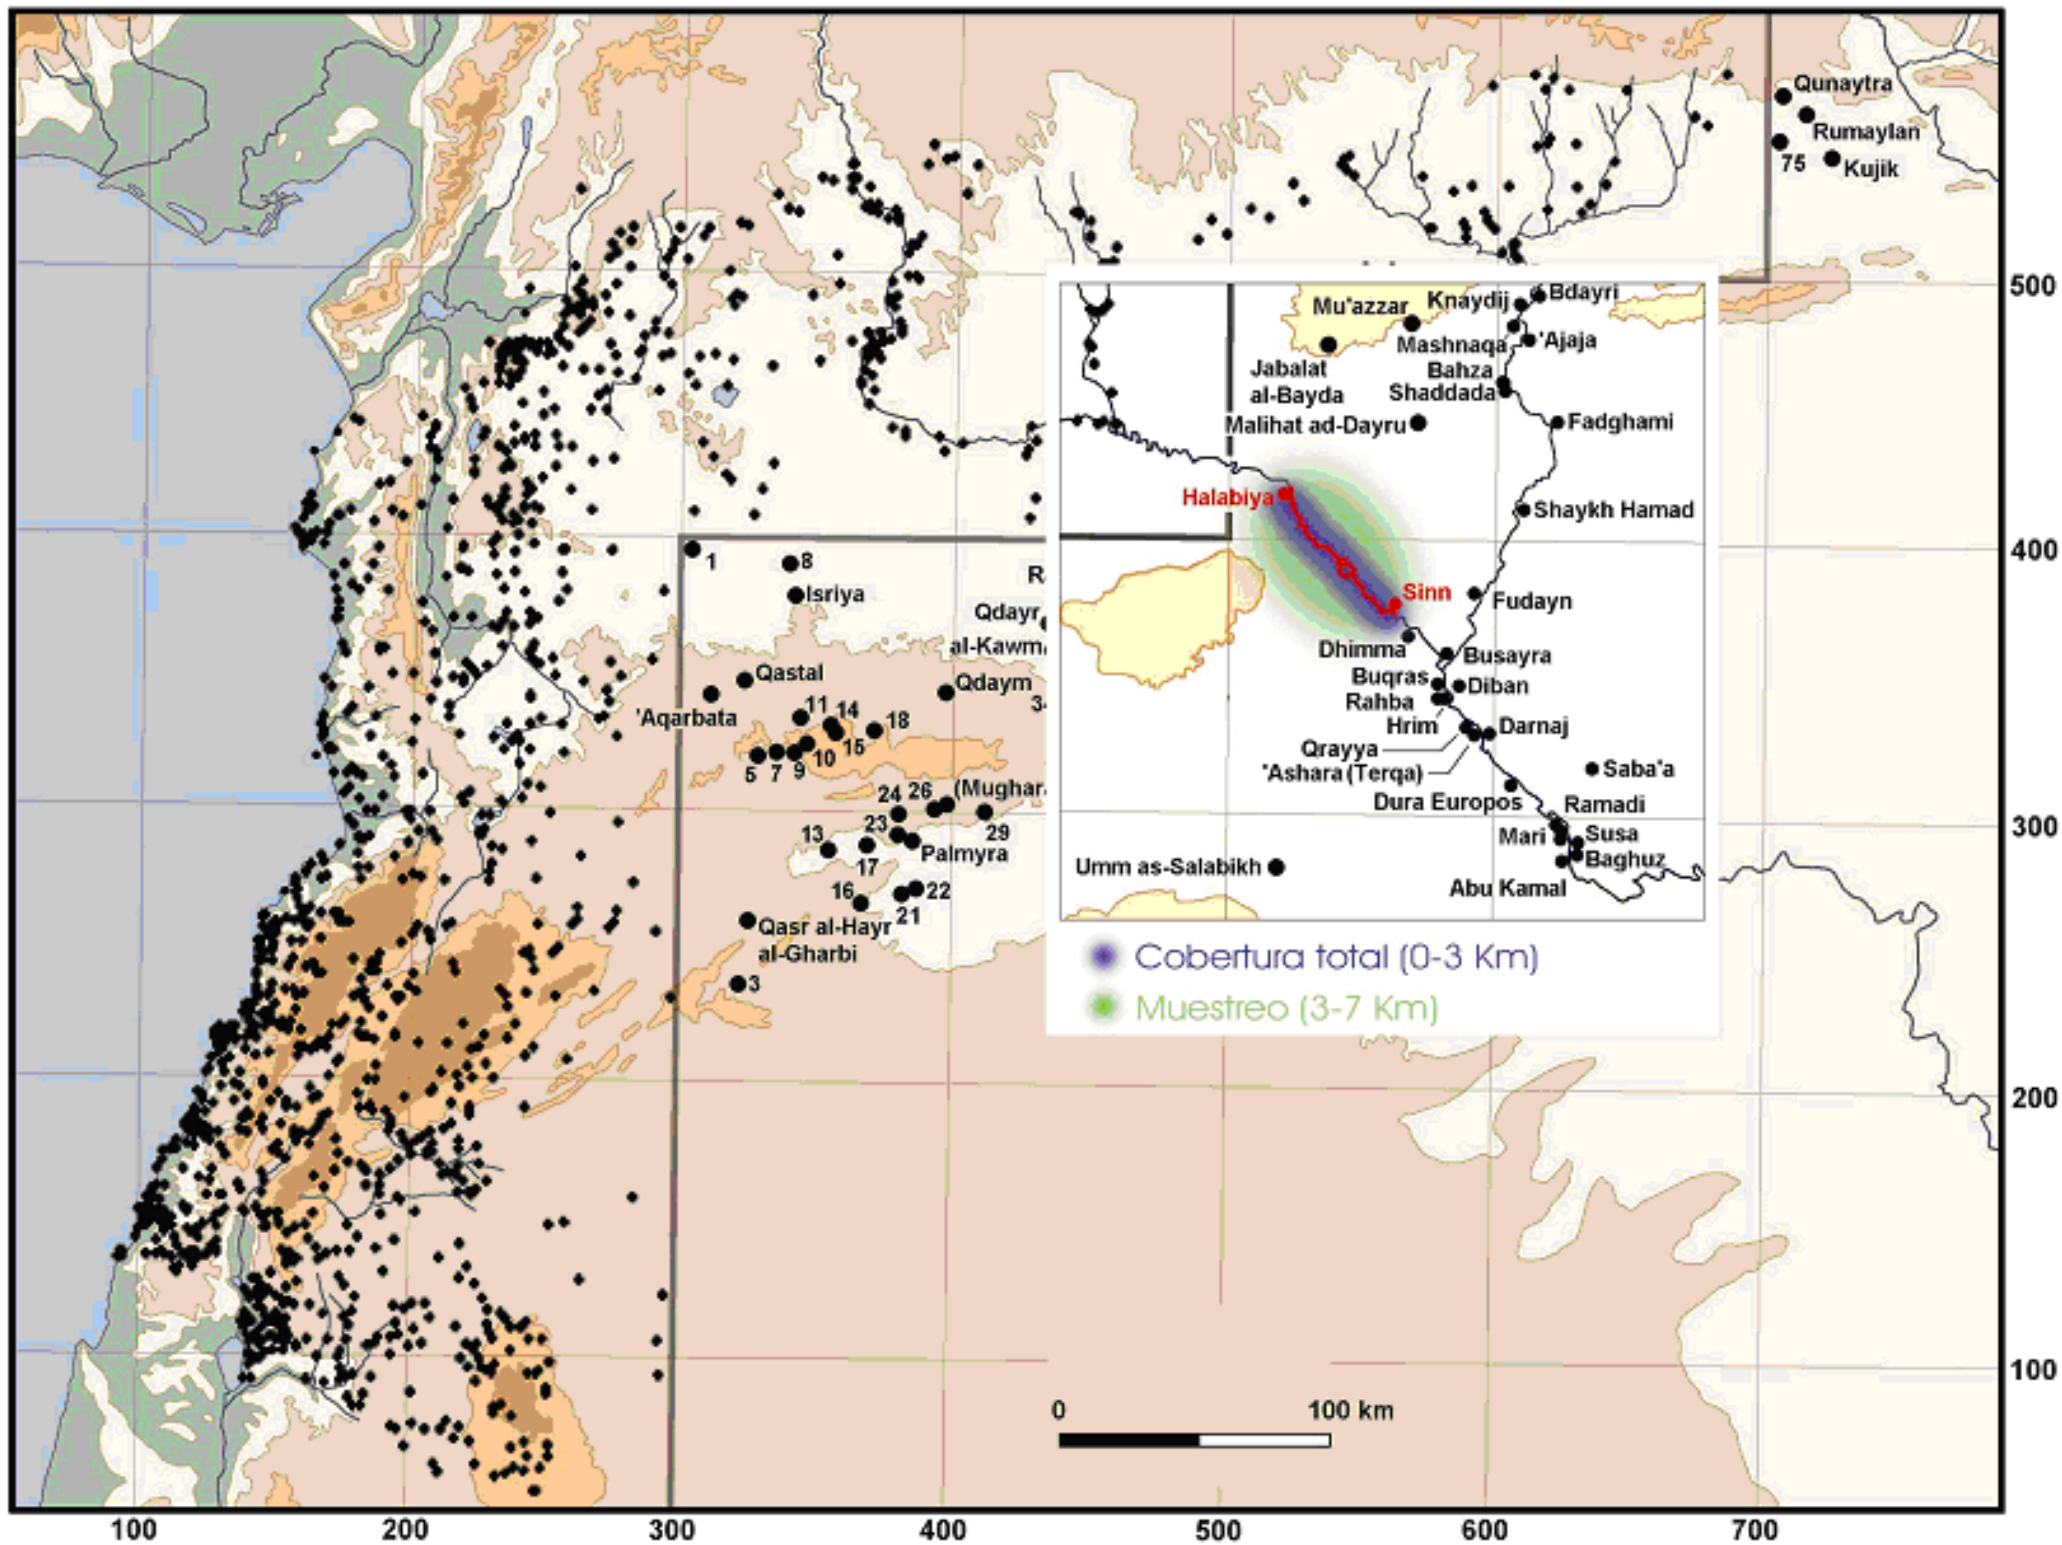 Qunaytra
Rumaylan
75
Kujik
500
Mu'azzar
Knaydij
Bdayri
Mashnaqa
'Ajaja
Jabalat
al-Bayda
Bahza
Shaddada
Malihat ad-Dayru
Fadghami
Halabiya
Shaykh Hamad
400
1
8
Isriya
Sinn
Fudayn
Qdayr
al-Kawm
Dhimma
Busayra
Qastal
Qdaym
Buqras
Diban
'Aqarbata
Rahba
11
14
18
Hrim
Darnaj
15
Qrayya
5
7
9
10
'Ashara (Terqa)
Saba'a
24
26
(Mughar
Dura Europos
Ramadi
300
13
23
29
Mari
Susa
17
Palmyra
Baghuz
Umm as-Salabikh
Abu Kamal
16
22
21
Qasr al-Hayr
al-Gharbi
3
Cobertura total (0-3 Km)
Muestreo (3-7 Km)
200
100
0
100 km
100
200
300
400
500
600
700